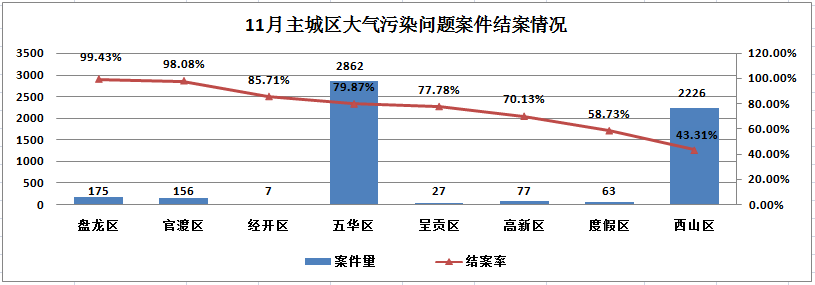 11月主城区大气污染问题案件结案情况
3500 99.43% 98.08% 85.71% 2862 79.87% 77.78% 70.13% 58.73% 2226 43.31% 120.00%
3000 100.00%
2500 80.00%
2000 60.00%
1500 40.00%
1000 20.00%
500 175 156 7 27 77 63
0 0.00%
盘龙区 官渡区 经开区 五华区 呈贡区 高新区 度假区 西山区
案件量 结案率